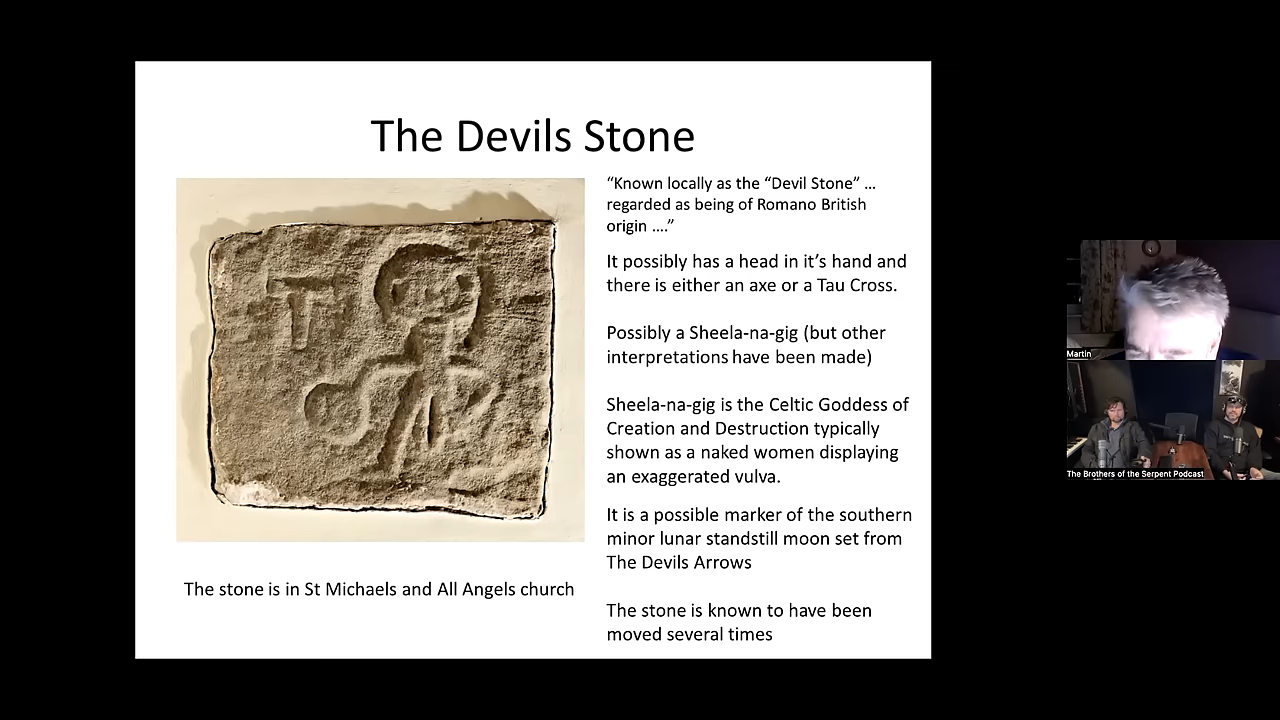 The Devils Stone
“Known locally as the “Devil Stone” ...
regarded as being of Romano British
origin ....”
It possibly has a head in it’s hand and
there is either an axe or a Tau Cross.
Possibly a Sheela-na-gig (but other
interpretations have been made)
Sheela-na-gig is the Celtic Goddess of
Creation and Destruction typically
shown as a naked women displaying
an exaggerated vulva.
It is a possible marker of the southern
minor lunar standstill moon set from
The Devils Arrows
The stone is known to have been
moved several times
The stone is in St Michaels and All Angels church
Martin
The Brothers of the Serpent Podcast